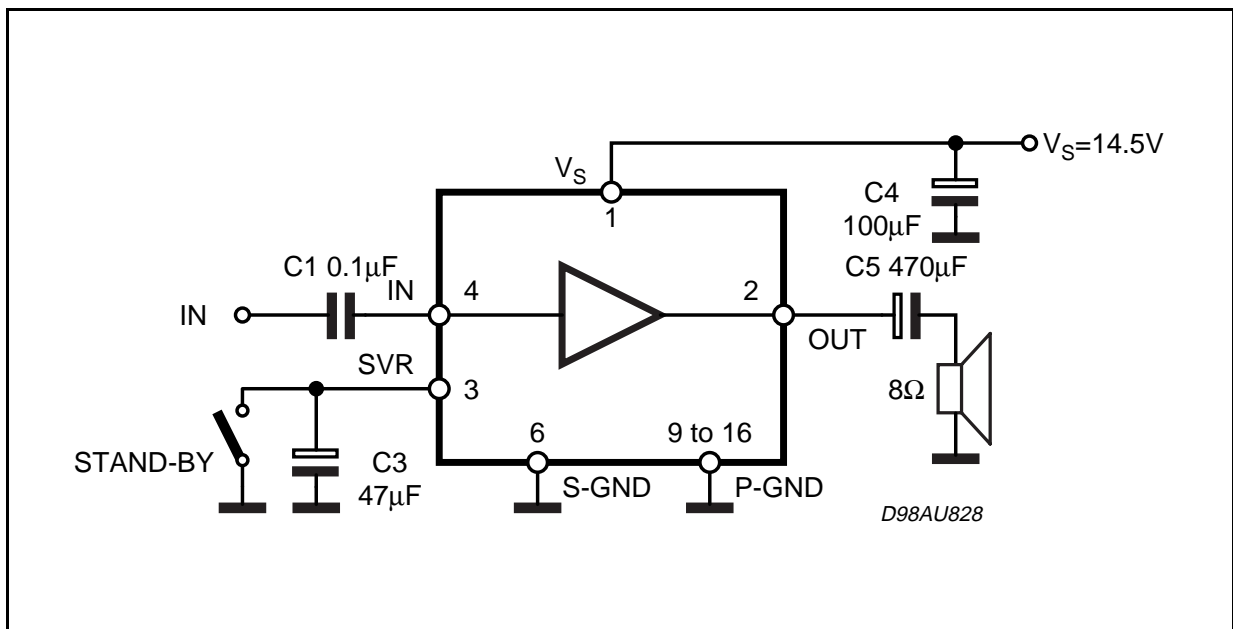 V_S=14.5V
V_S
1
C4
100μF
C1 0.1μF
C5 470μF
IN
IN
4
2
OUT
SVR
3
8Ω
6
9 to 16
STAND-BY
C3
47μF
S-GND
P-GND
D98AU828